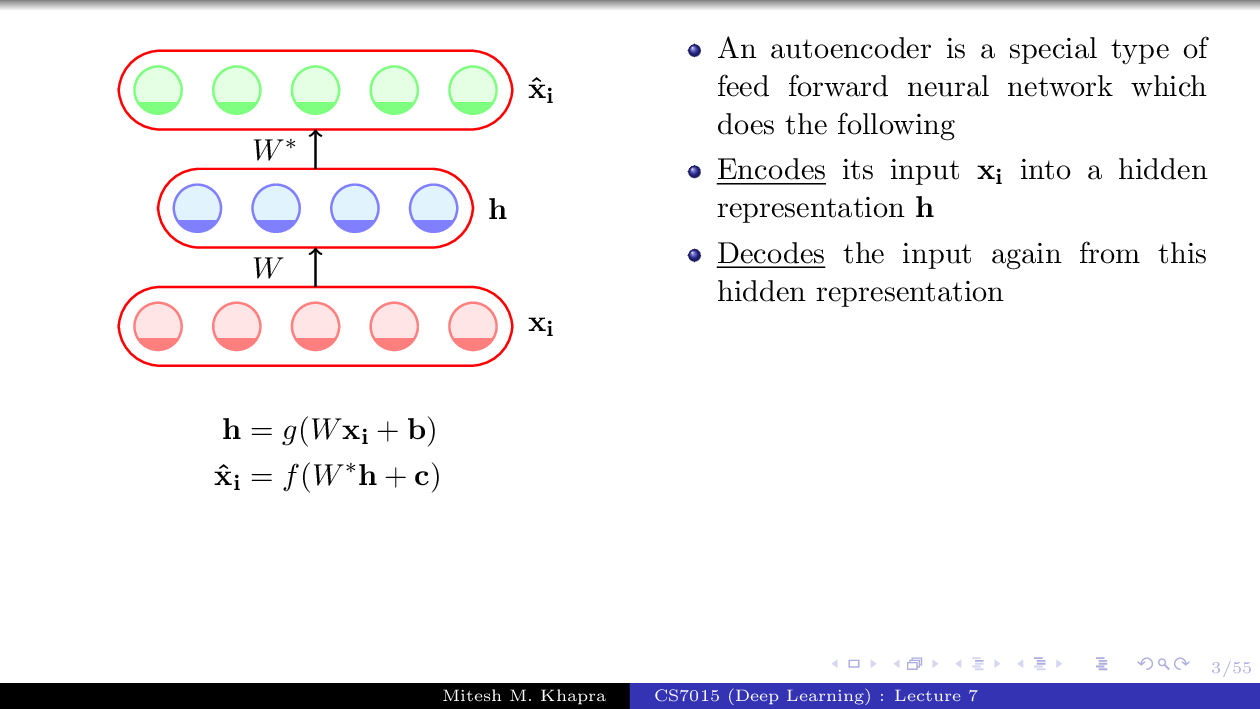 x̂ᵢ
W*
h
W
xᵢ
h = g(Wxᵢ + b)
x̂ᵢ = f(W*h + c)
An autoencoder is a special type of
feed forward neural network which
does the following
Encodes its input xᵢ into a hidden
representation h
Decodes the input again from this
hidden representation
3/55
Mitesh M. Khapra
CS7015 (Deep Learning) : Lecture 7